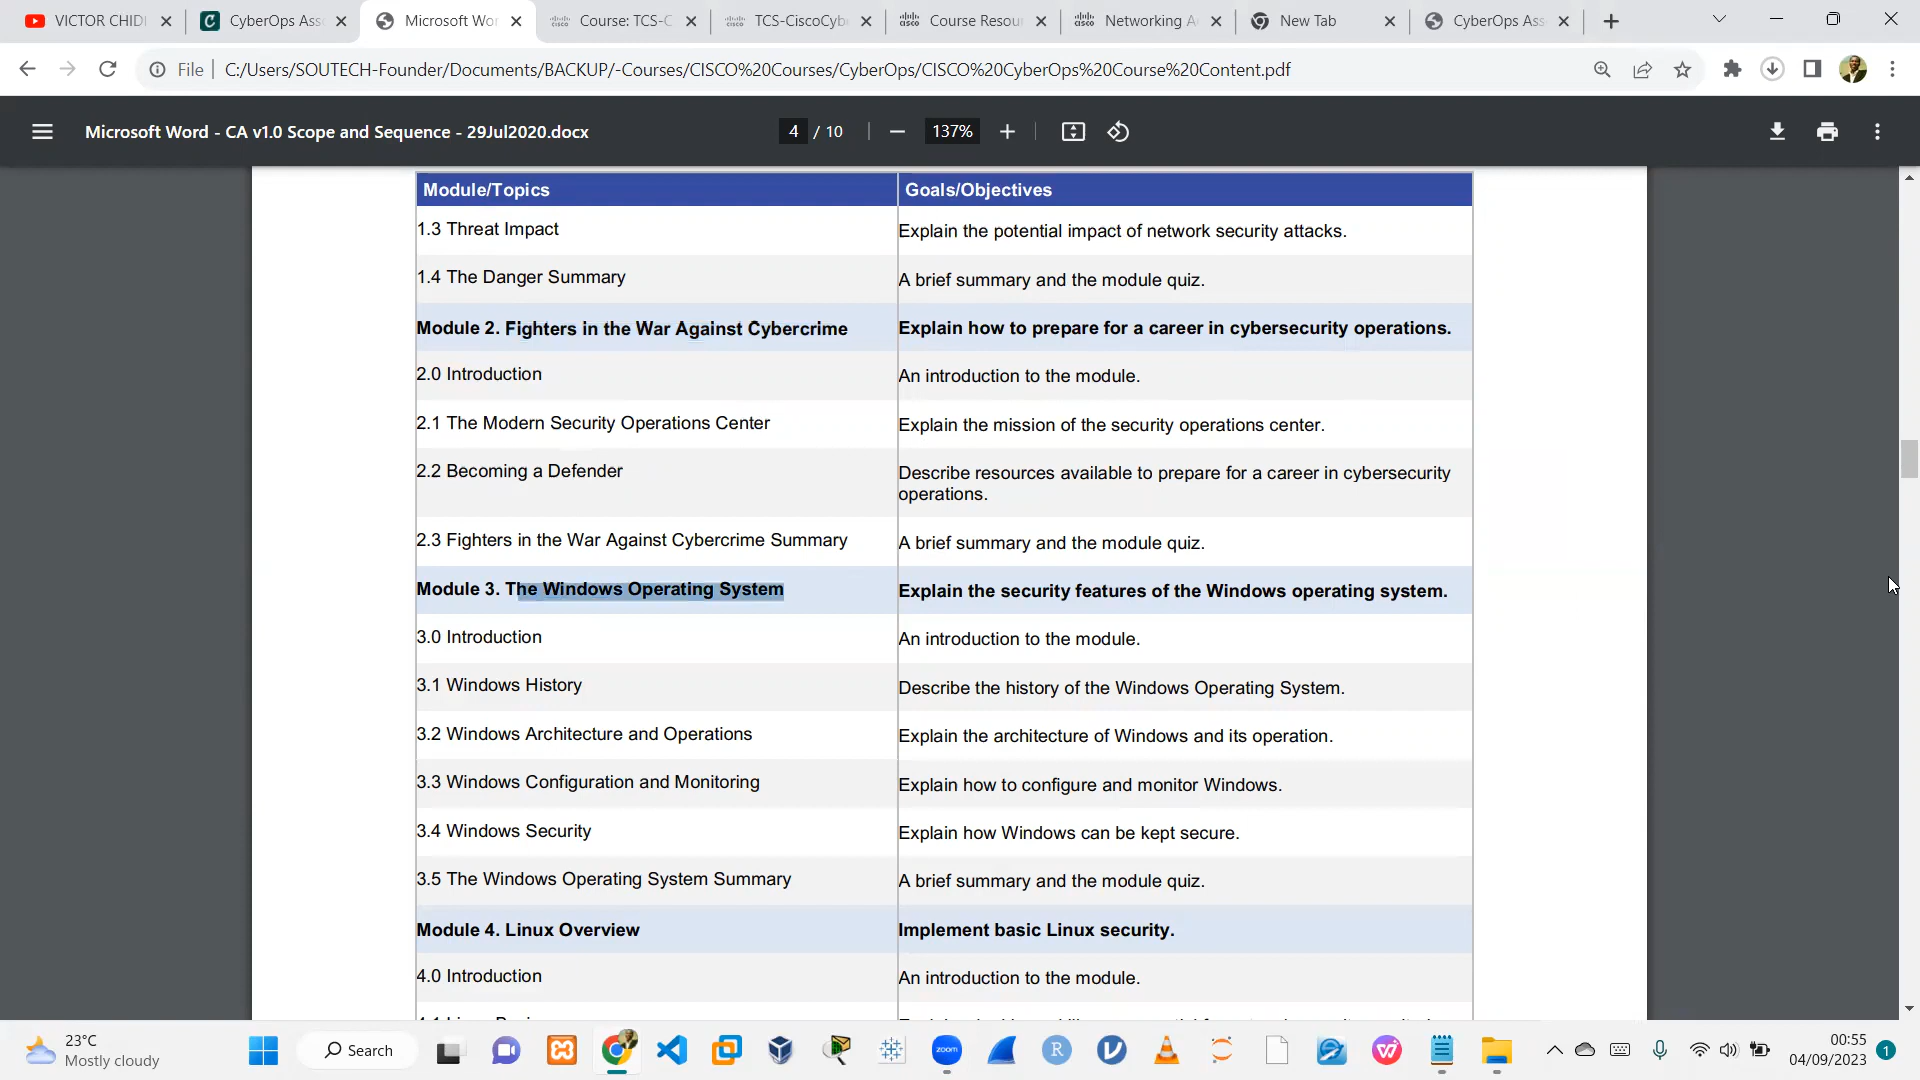 VICTOR CHIDI
CyberOps Ass
Microsoft Wor
Course: TCS-C
TCS-CiscoCyb
Course Resou
Networking A
New Tab
CyberOps Ass
File
C:/Users/SOUTECH-Founder/Documents/BACKUP/-Courses/CISCO%20Courses/CyberOps/CISCO%20CyberOps%20Course%20Content.pdf
Microsoft Word - CA v1.0 Scope and Sequence - 29Jul2020.docx
4 / 10
137%
Module/Topics
Goals/Objectives
1.3 Threat Impact
Explain the potential impact of network security attacks.
1.4 The Danger Summary
A brief summary and the module quiz.
Module 2. Fighters in the War Against Cybercrime
Explain how to prepare for a career in cybersecurity operations.
2.0 Introduction
An introduction to the module.
2.1 The Modern Security Operations Center
Explain the mission of the security operations center.
2.2 Becoming a Defender
Describe resources available to prepare for a career in cybersecurity
operations.
2.3 Fighters in the War Against Cybercrime Summary
A brief summary and the module quiz.
Module 3. The Windows Operating System
Explain the security features of the Windows operating system.
3.0 Introduction
An introduction to the module.
3.1 Windows History
Describe the history of the Windows Operating System.
3.2 Windows Architecture and Operations
Explain the architecture of Windows and its operation.
3.3 Windows Configuration and Monitoring
Explain how to configure and monitor Windows.
3.4 Windows Security
Explain how Windows can be kept secure.
3.5 The Windows Operating System Summary
A brief summary and the module quiz.
Module 4. Linux Overview
Implement basic Linux security.
4.0 Introduction
An introduction to the module.
23°C
Mostly cloudy
Search
zoom
00:55
04/09/2023
1